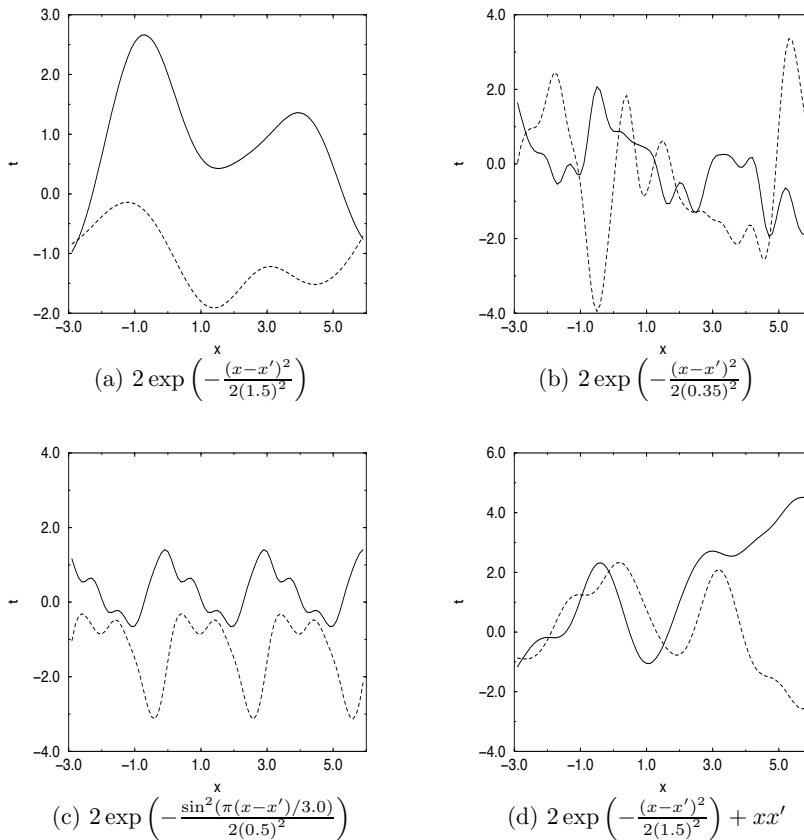 3.0
2.0
1.0
0.0
−1.0
−2.0
t
−3.0 −1.0 1.0 3.0 5.0
x
(a) 2 exp (−(x−x′)²/2(1.5)²)
4.0
2.0
0.0
−2.0
−4.0
t
−3.0 −1.0 1.0 3.0 5.0
x
(b) 2 exp (−(x−x′)²/2(0.35)²)
4.0
2.0
0.0
−2.0
−4.0
t
−3.0 −1.0 1.0 3.0 5.0
x
(c) 2 exp (−sin²(π(x−x′)/3.0)/2(0.5)²)
6.0
4.0
2.0
0.0
−2.0
−4.0
t
−3.0 −1.0 1.0 3.0 5.0
x
(d) 2 exp (−(x−x′)²/2(1.5)²) + xx′